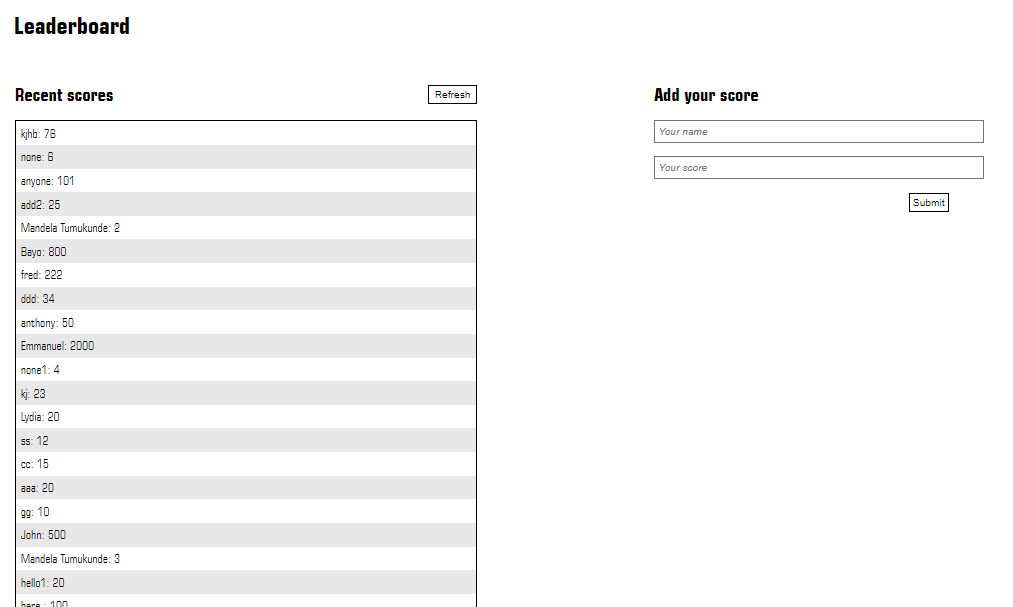 Leaderboard
Recent scores
Refresh
kjhb: 76
none: 6
anyone: 101
add2: 25
Mandela Tumukunde: 2
Bayo: 800
fred: 222
ddd: 34
anthony: 50
Emmanuel: 2000
none1: 4
kj: 23
Lydia: 20
ss: 12
cc: 15
aaa: 20
gg: 10
John: 500
Mandela Tumukunde: 3
hello1: 20
here : 100
Add your score
Your name
Your score
Submit